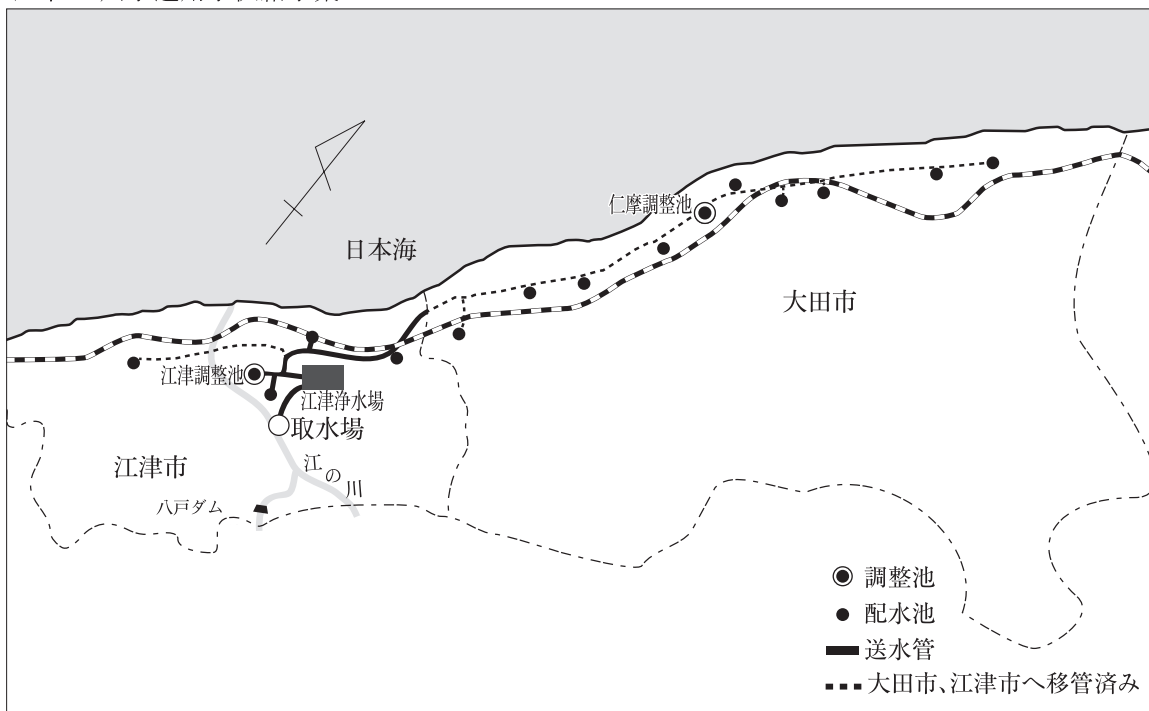 日本海
仁摩調整池
大田市
江津調整池
江津浄水場
取水場
江津市
江の川
八戸ダム
調整池
配水池
送水管
大田市、江津市へ移管済み